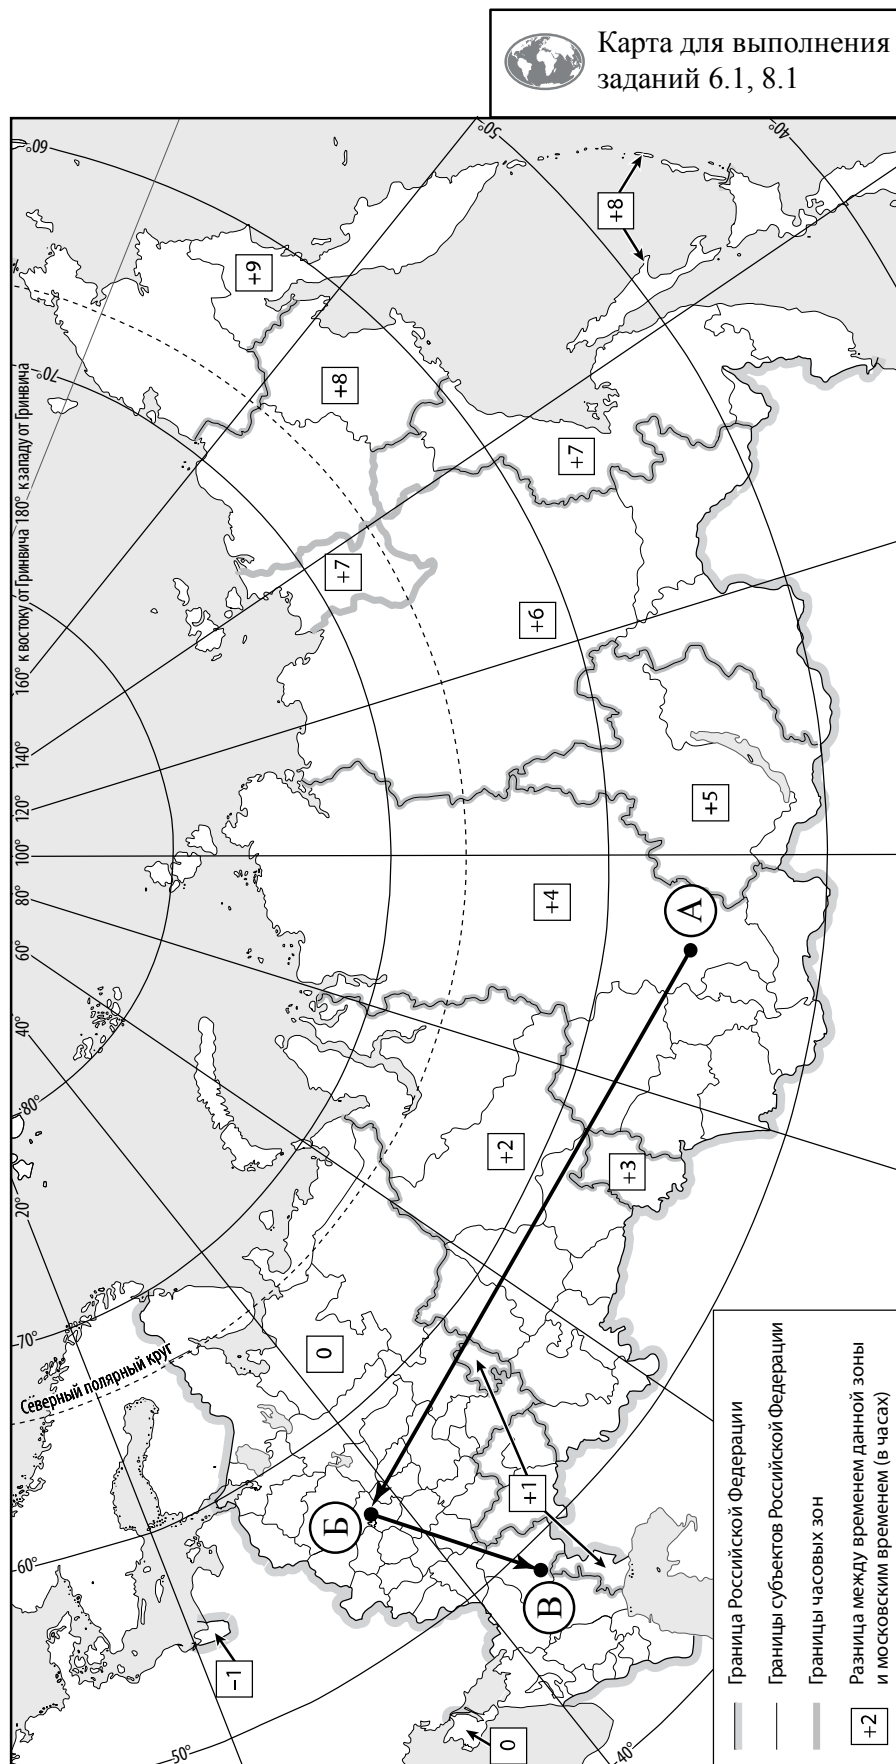 Карта для выполнения
заданий 6.1, 8.1
60°
50°
40°
+8
+9
70°
+8
+7
+7
+6
к востоку от Гринвича 180° к западу от Гринвича
160°
140°
120°
100°
80°
60°
40°
80°
20°
+5
+4
А
+2
+3
70°
Северный полярный круг
0
+1
Б
В
60°
-1
50°
0
40°
Граница Российской Федерации
Границы субъектов Российской Федерации
Границы часовых зон
+2
Разница между временем данной зоны
и московским временем (в часах)